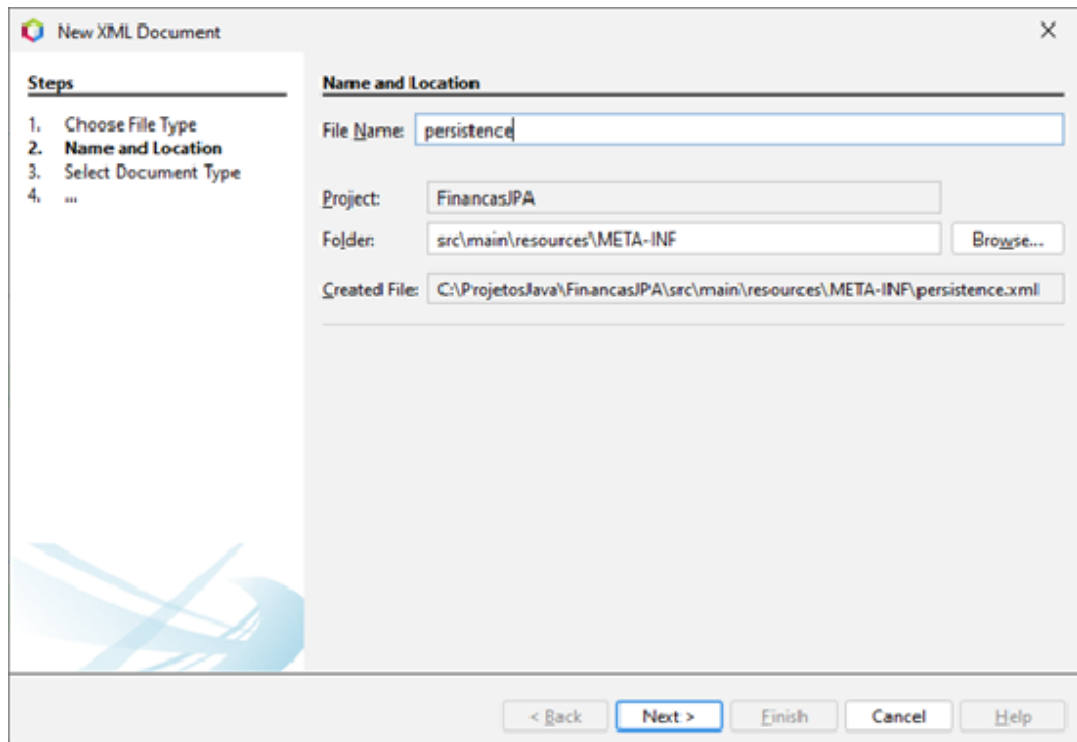 New XML Document
Steps
1. Choose File Type
2. Name and Location
3. Select Document Type
4. ...
Name and Location
File Name: persistence
Project: FinancasJPA
Folder: src\main\resources\META-INF Browse...
Created File: C:\ProjetosJava\FinancasJPA\src\main\resources\META-INF\persistence.xml
< Back Next > Finish Cancel Help